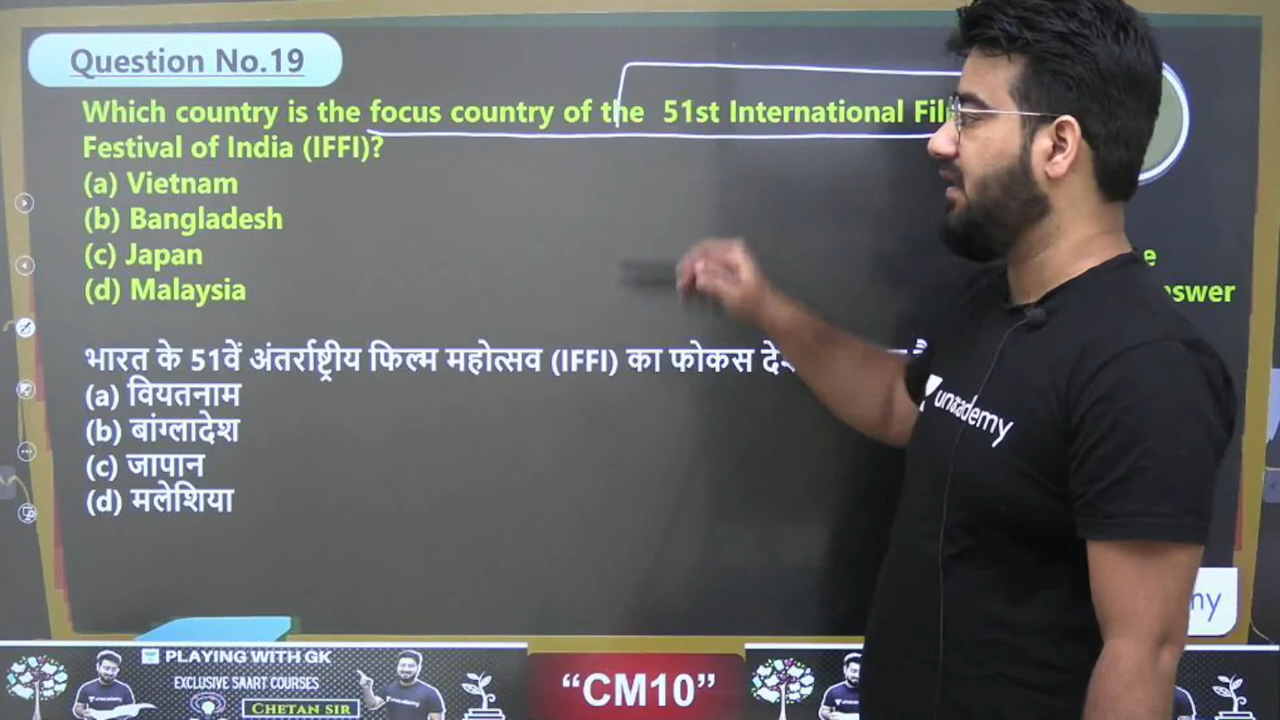 Question No.19
Which country is the focus country of the 51st International
Festival of India (IFFI)?
(a) Vietnam
(b) Bangladesh
(c) Japan
(d) Malaysia
भारत के 51वें अंतर्राष्ट्रीय फिल्म महोत्सव (IFFI) का फोकस
(a) वियतनाम
(b) बांग्लादेश
(c) जापान
(d) मलेशिया
unacademy
PLAYING WITH GK
EXCLUSIVE SAART COURSES
CHETAN SIR
“CM10”